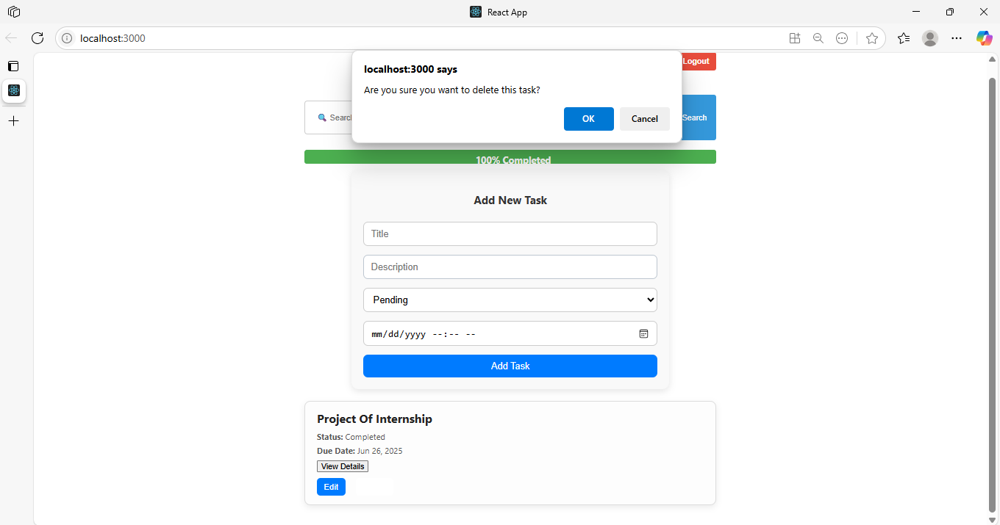 React App
localhost:3000
localhost:3000 says
Are you sure you want to delete this task?
OK
Cancel
Logout
Search
100% Completed
Add New Task
Title
Description
Pending
mm/dd/yyyy --:-- --
Add Task
Project Of Internship
Status: Completed
Due Date: Jun 26, 2025
View Details
Edit